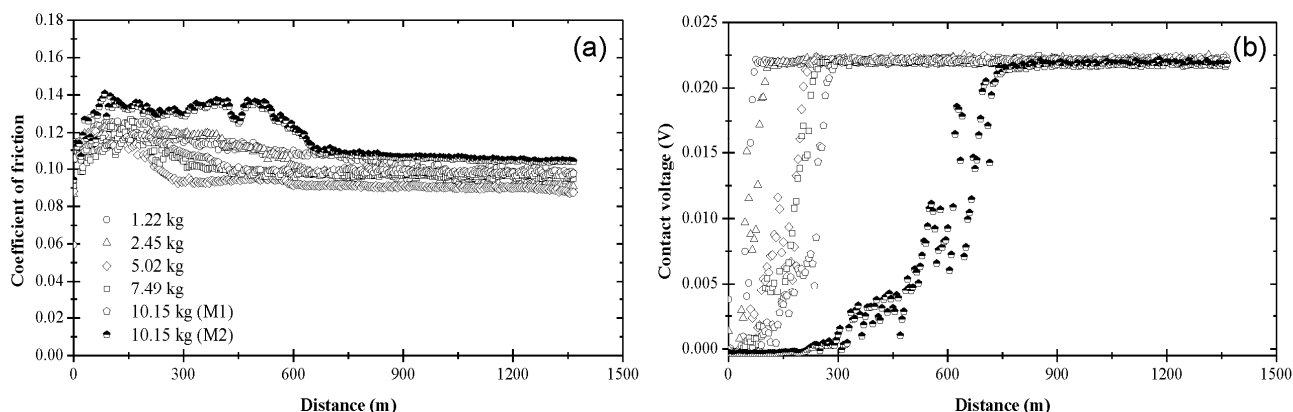 (a)
Coefficient of friction
0.18
0.16
0.14
0.12
0.10
0.08
0.06
0.04
0.02
0.00
1.22 kg
2.45 kg
5.02 kg
7.49 kg
10.15 kg (M1)
10.15 kg (M2)
0 300 600 900 1200 1500
Distance (m)
(b)
Contact voltage (V)
0.025
0.020
0.015
0.010
0.005
0.000
0 300 600 900 1200 1500
Distance (m)